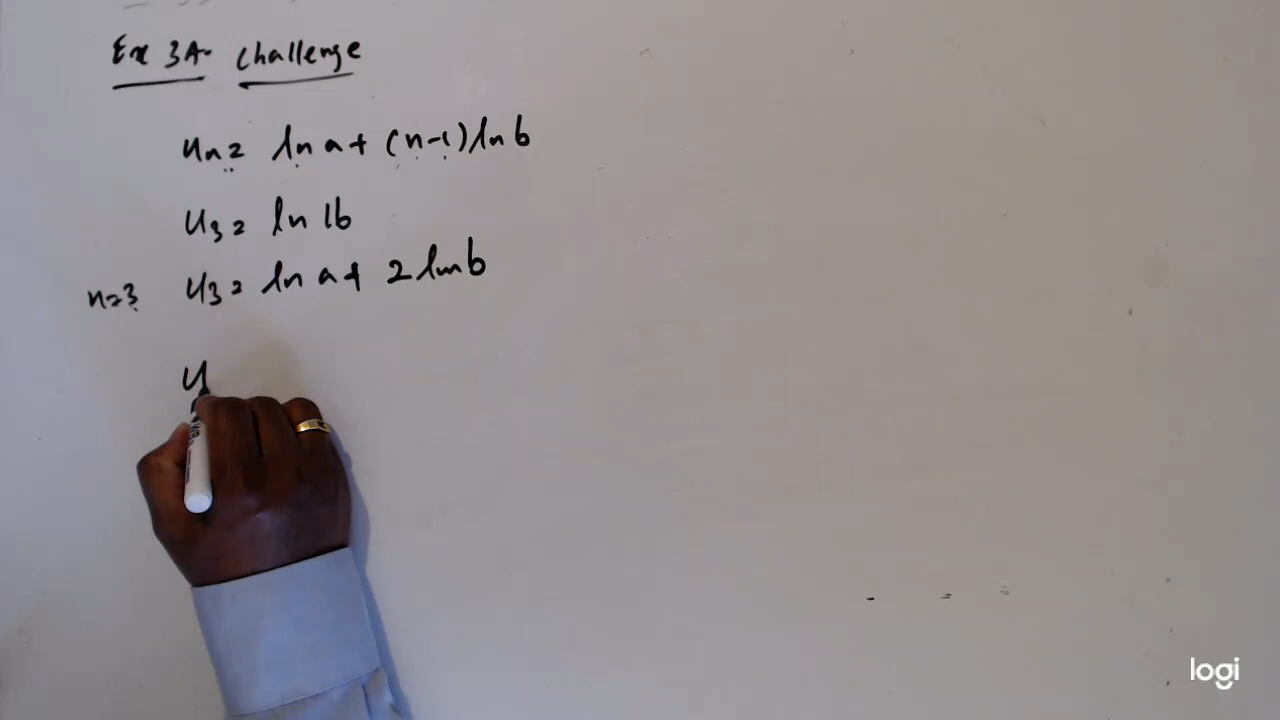 Ex 3A. Challenge
un = ln a + (n-1) ln b
u3 = ln 16
n=3 u3 = ln a + 2 ln b
u
logi